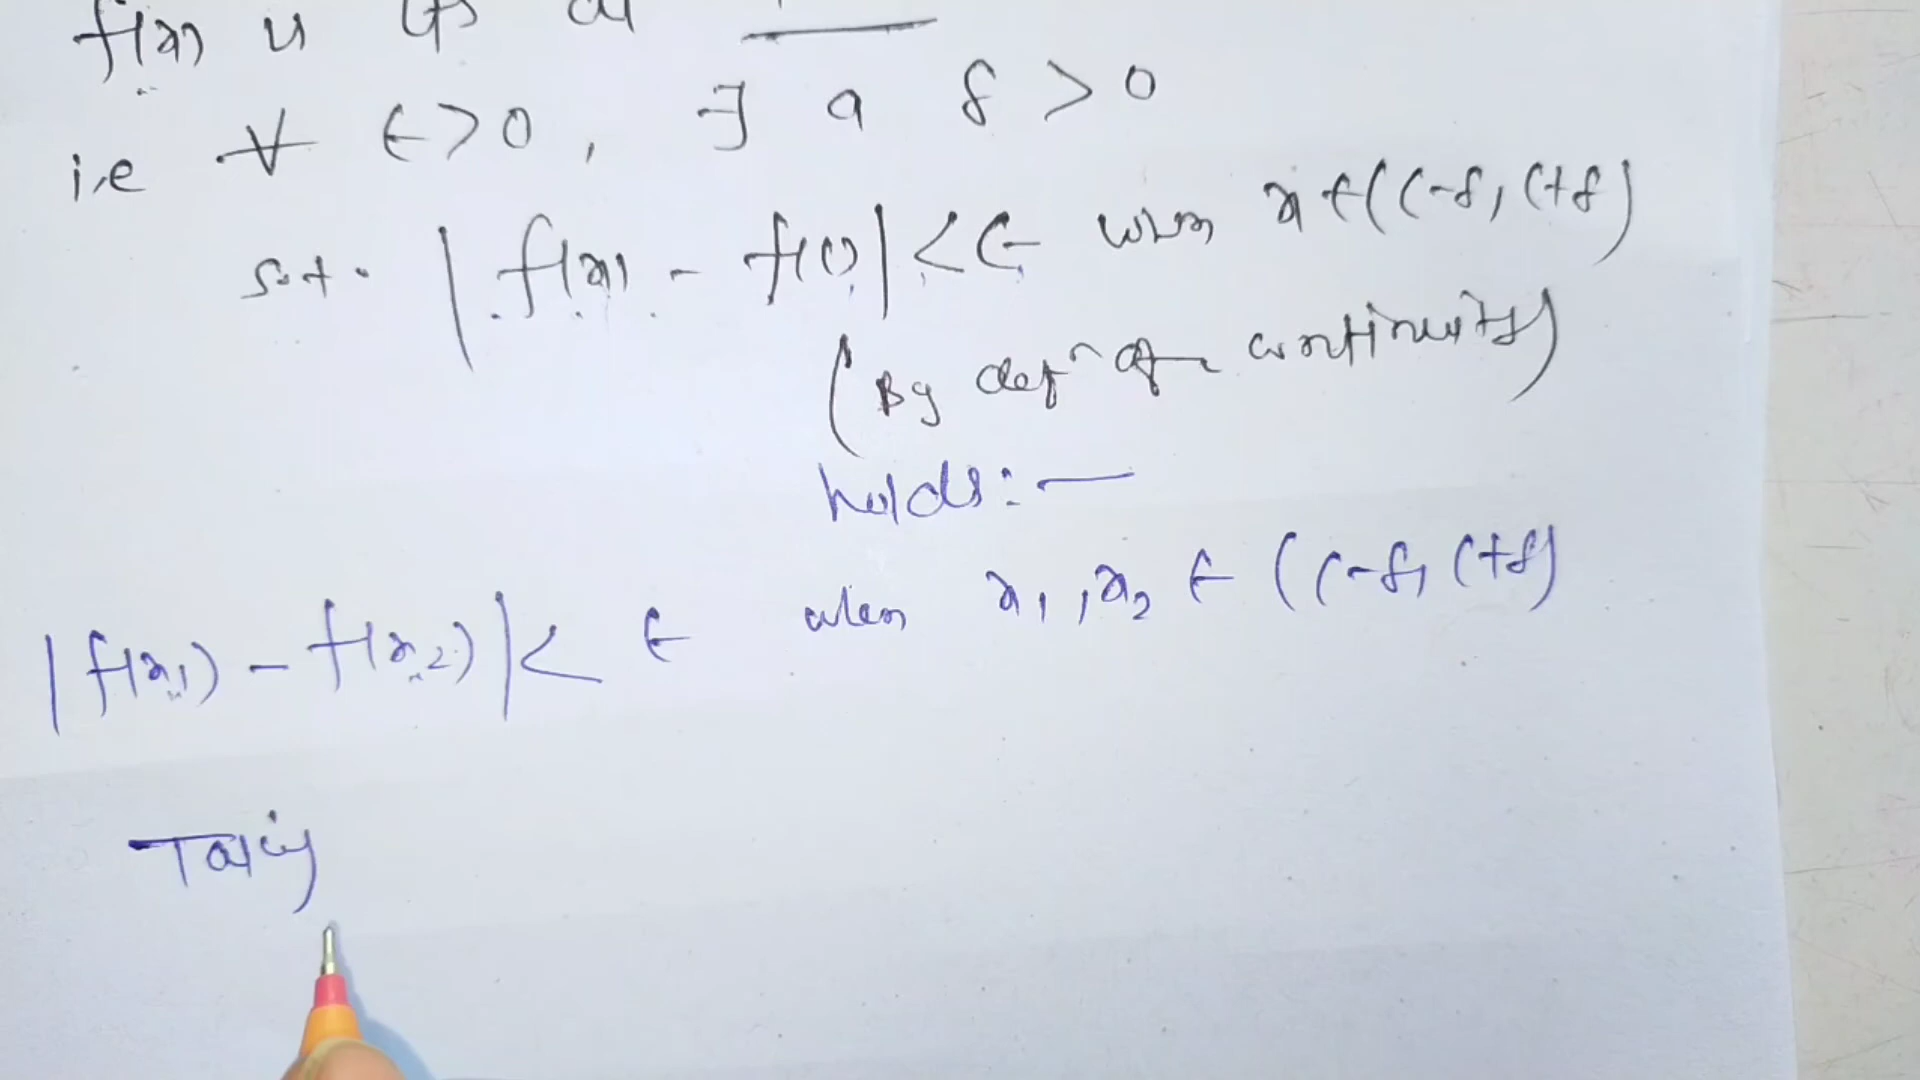 f(x) is cts at
i.e ∀ ε>0, ∃ a δ > 0
s.t. |f(x) - f(c)|<ε when x ∈(c-δ, c+δ)
(By defⁿ of continuity)
holds:—
|f(x₁) - f(x₂)|< ε when x₁, x₂ ∈ (c-δ, c+δ)
Taking